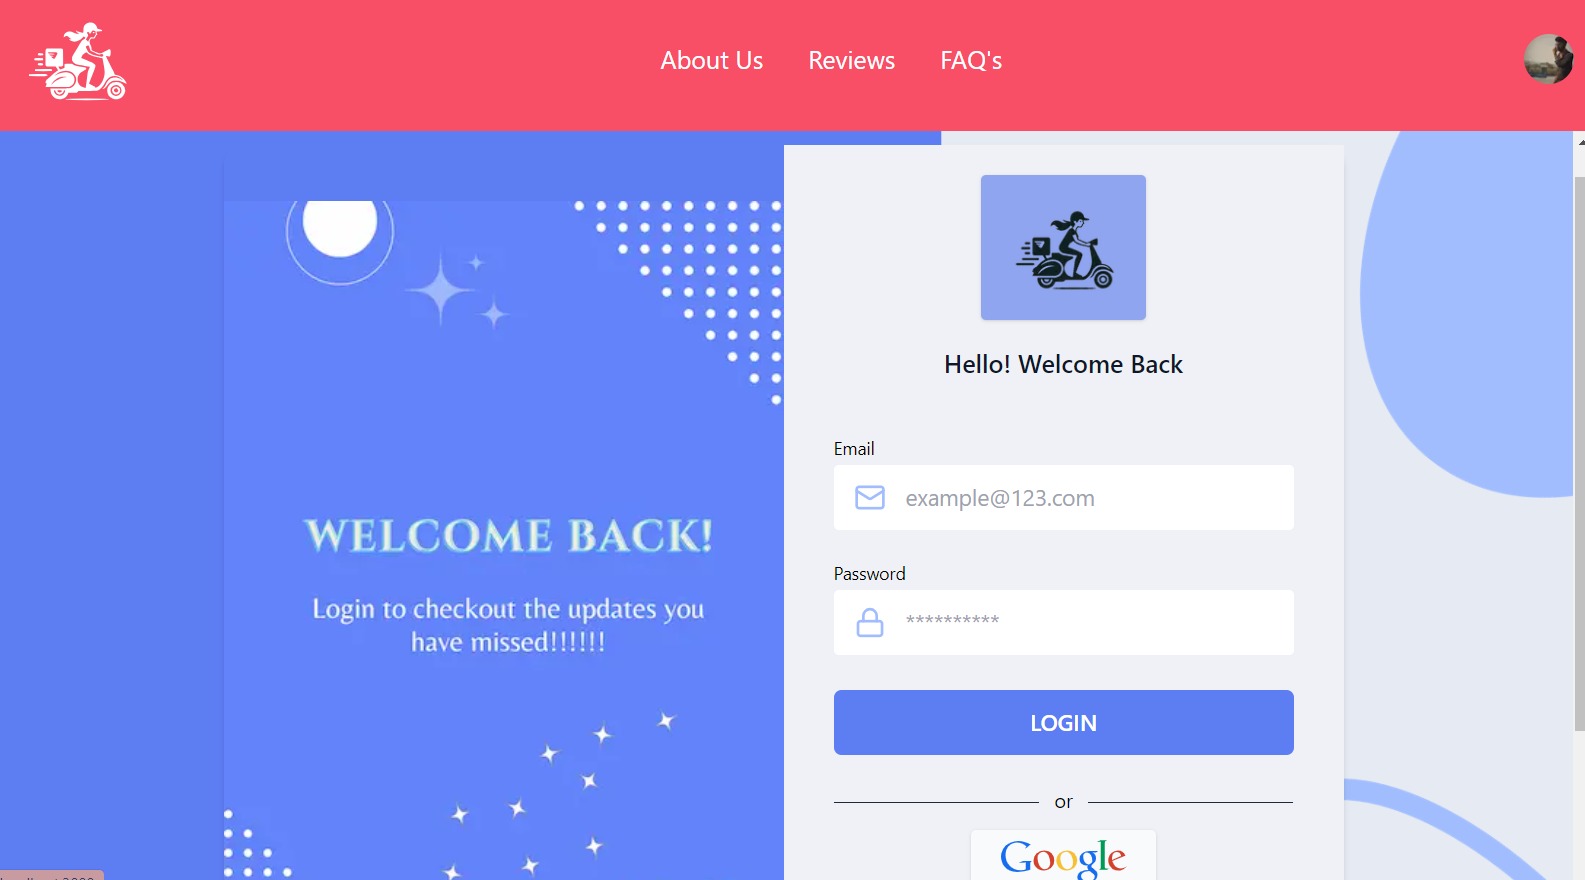 About Us Reviews FAQ's
WELCOME BACK!
Login to checkout the updates you
have missed!!!!!!
Hello! Welcome Back
Email
example@123.com
Password
**********
LOGIN
or
Google